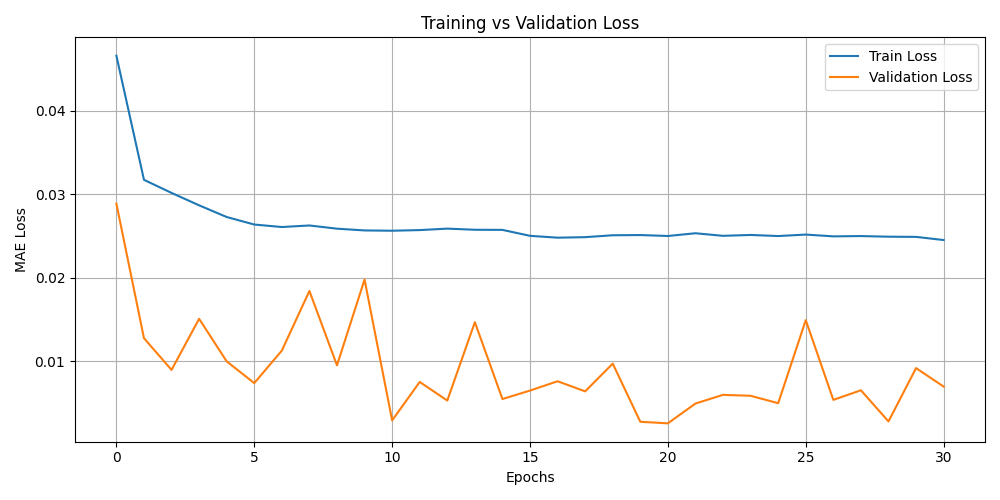 Training vs Validation Loss
Train Loss
Validation Loss
MAE Loss
0.04
0.03
0.02
0.01
0 5 10 15 20 25 30
Epochs